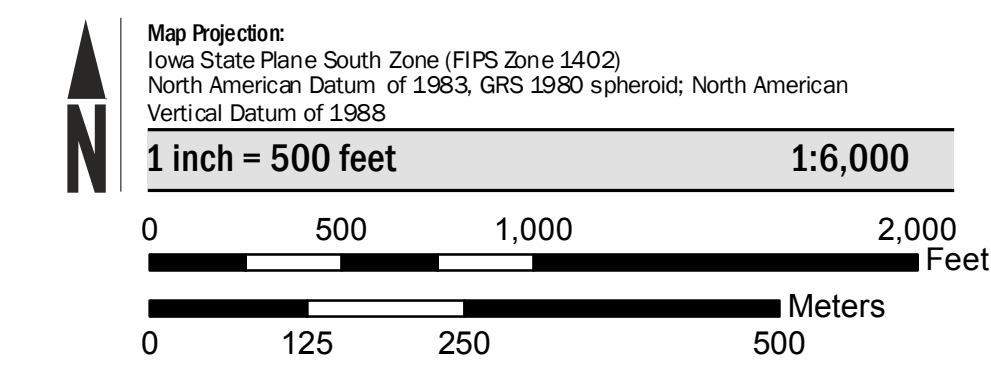 N
Map Projection:
Iowa State Plane South Zone (FIPS Zone 1402)
North American Datum of 1983, GRS 1980 spheroid; North American
Vertical Datum of 1988
1 inch = 500 feet 1:6,000
0 500 1,000 2,000
Feet
Meters
0 125 250 500